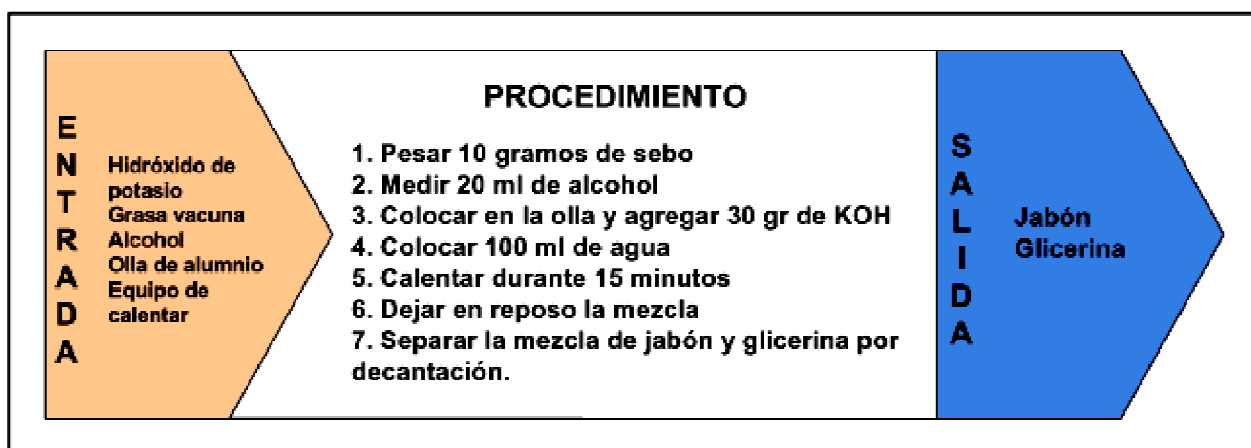 ENTRADA
Hidróxido de
potasio
Grasa vacuna
Alcohol
Olla de alumnio
Equipo de
calentar
PROCEDIMIENTO
1. Pesar 10 gramos de sebo
2. Medir 20 ml de alcohol
3. Colocar en la olla y agregar 30 gr de KOH
4. Colocar 100 ml de agua
5. Calentar durante 15 minutos
6. Dejar en reposo la mezcla
7. Separar la mezcla de jabón y glicerina por
decantación.
SALIDA
Jabón
Glicerina